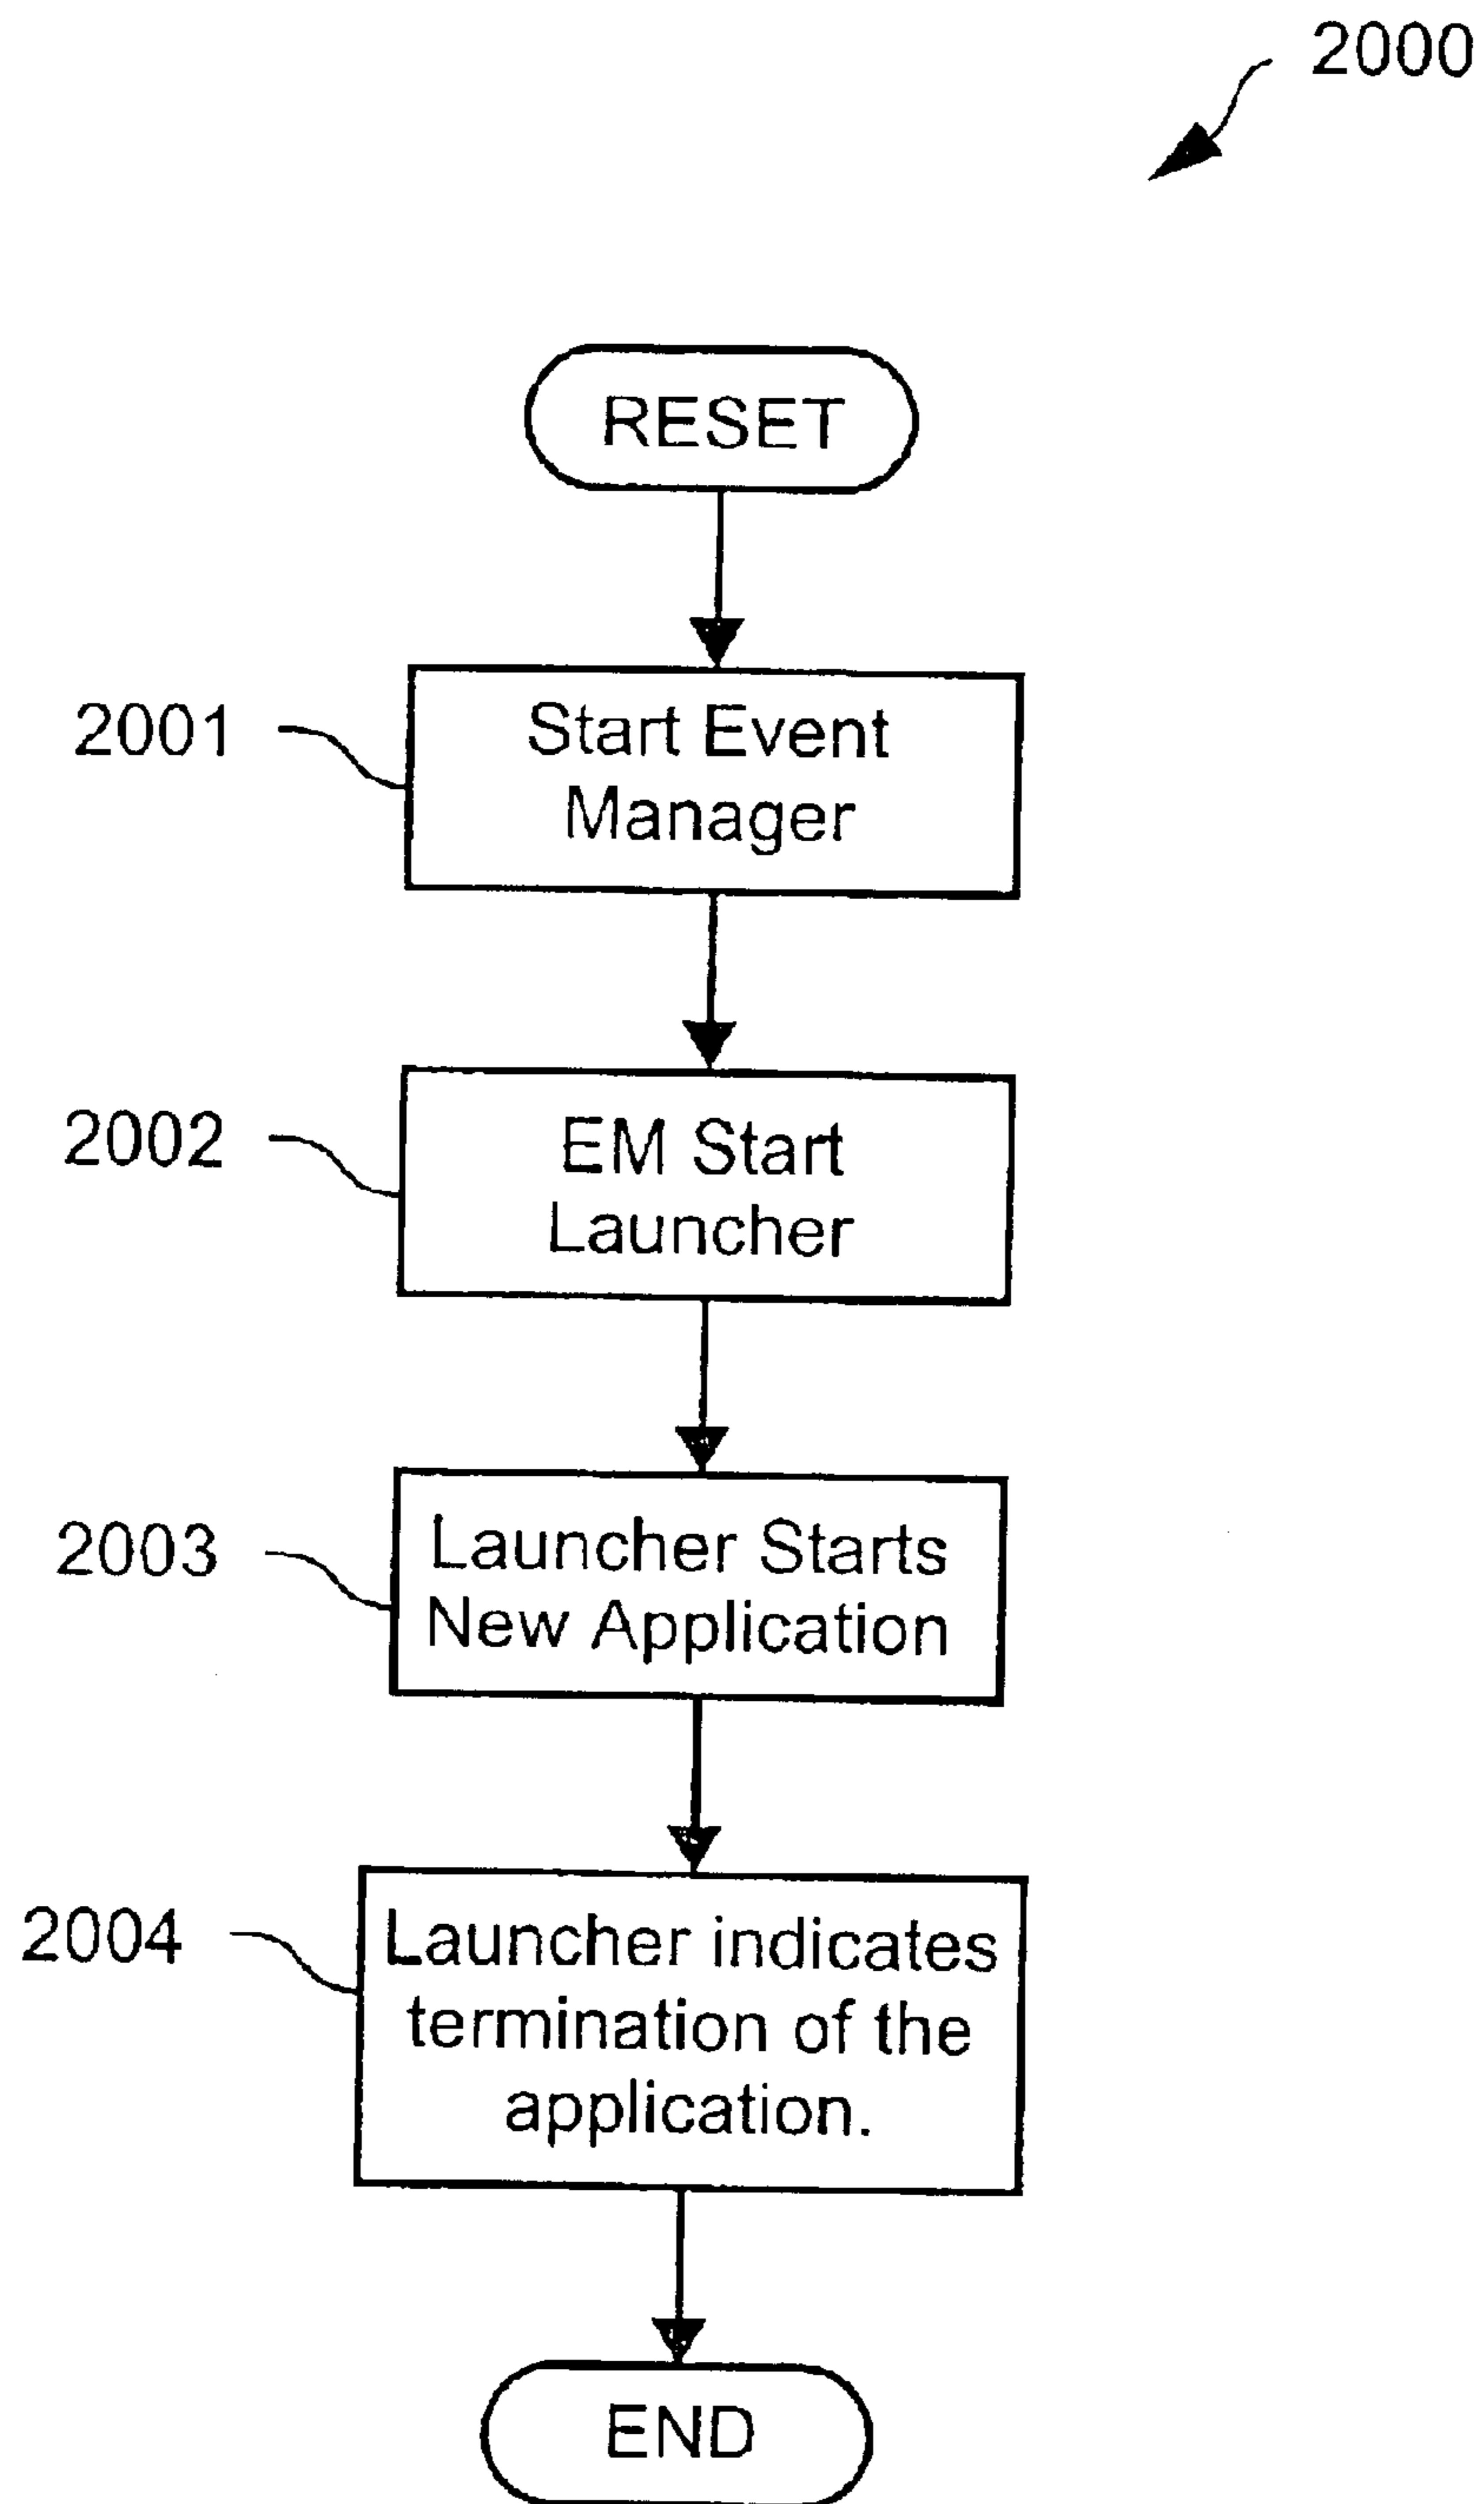 2000
RESET
2001
Start Event
Manager
2002
EM Start
Launcher
2003
Launcher Starts
New Application
2004
Launcher indicates
termination of the
application.
END